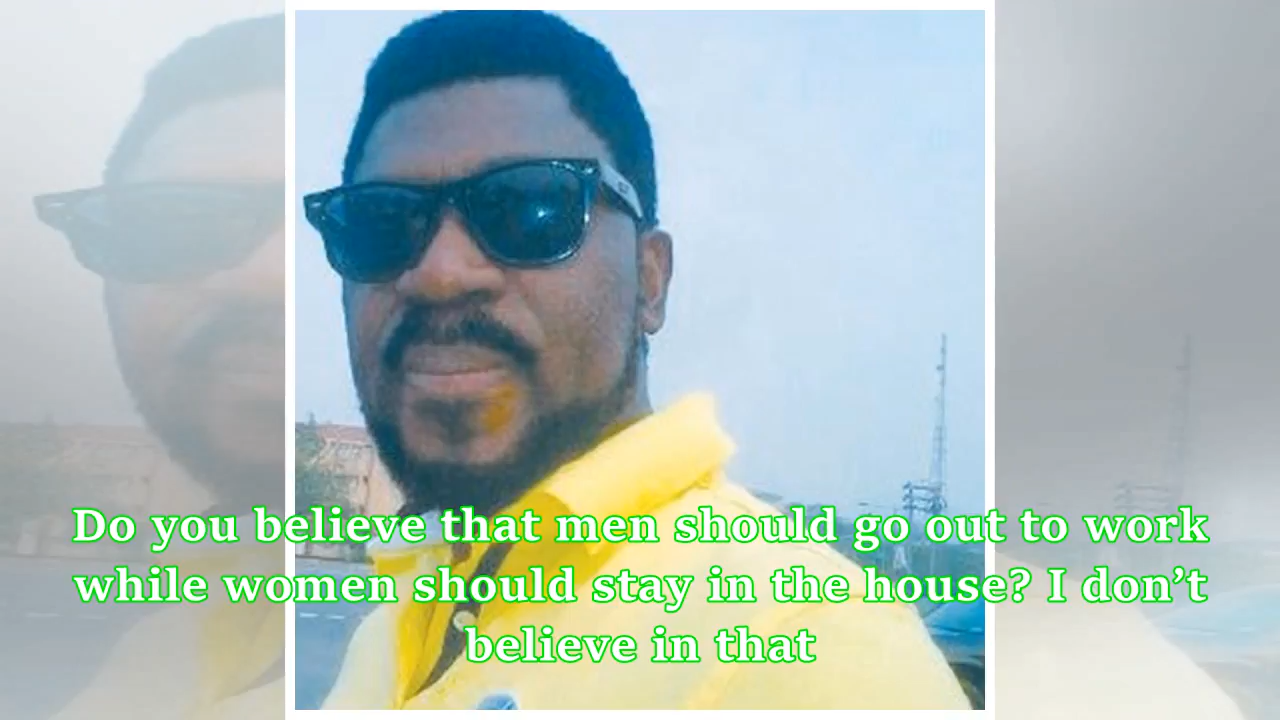 Do you believe that men should go out to work
while women should stay in the house? I don’t
believe in that